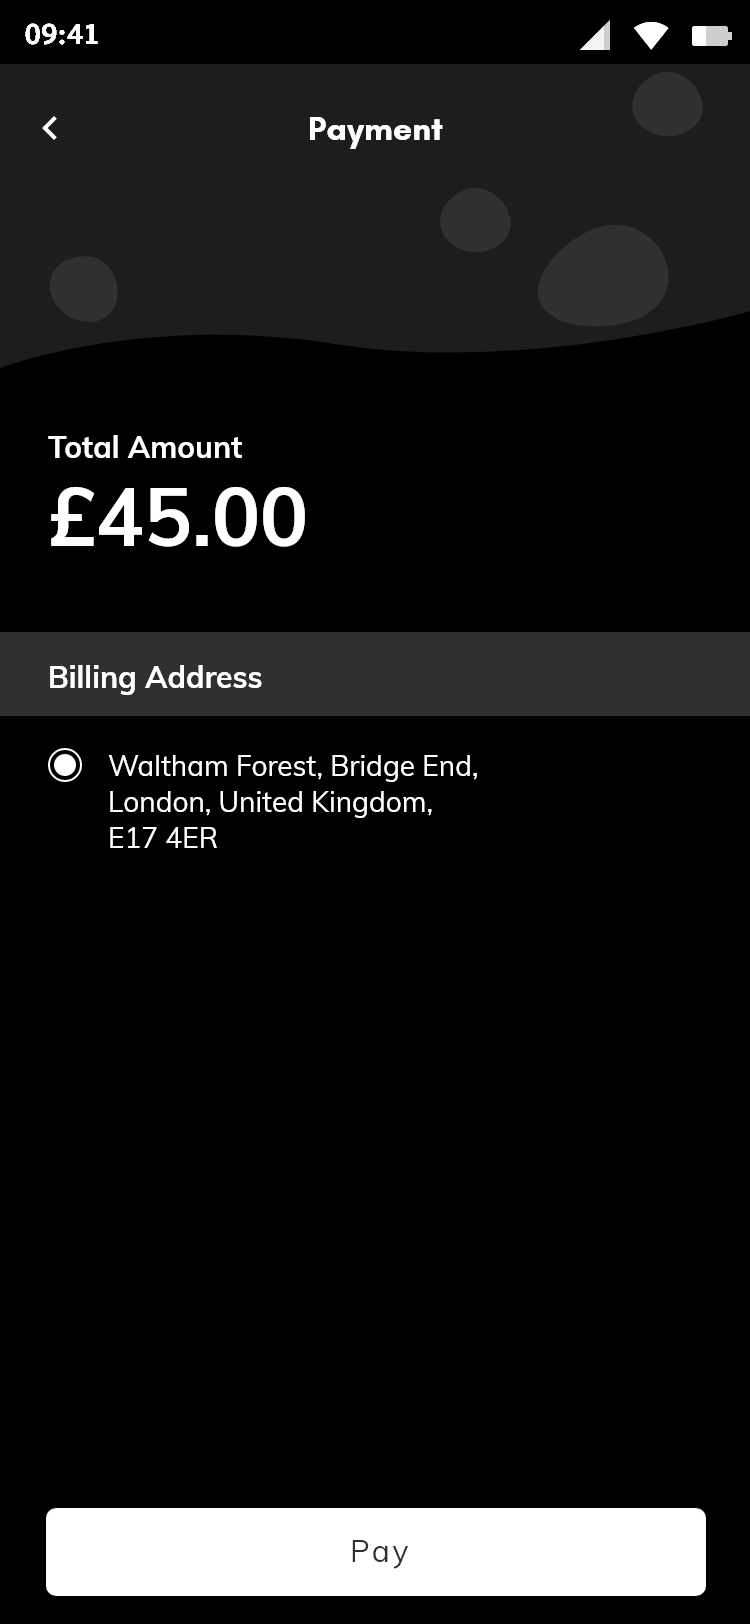 09:41
Payment
Total Amount
£45.00
Billing Address
Waltham Forest, Bridge End,
London, United Kingdom,
E17 4ER
Pay